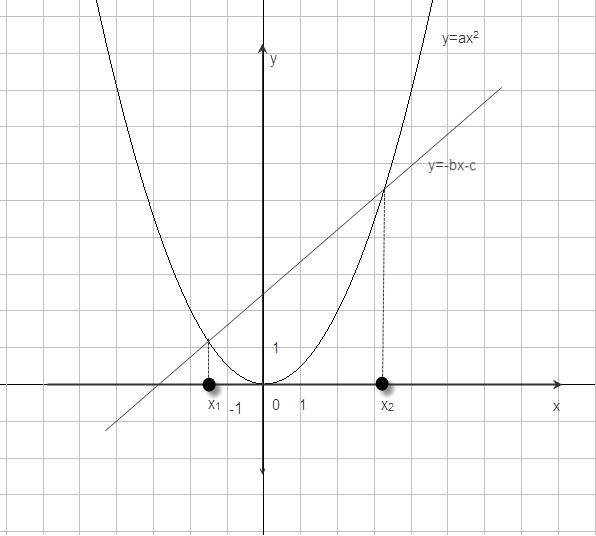 y=ax²
y
y=-bx-c
1
x₁
-1
0
1
x₂
x